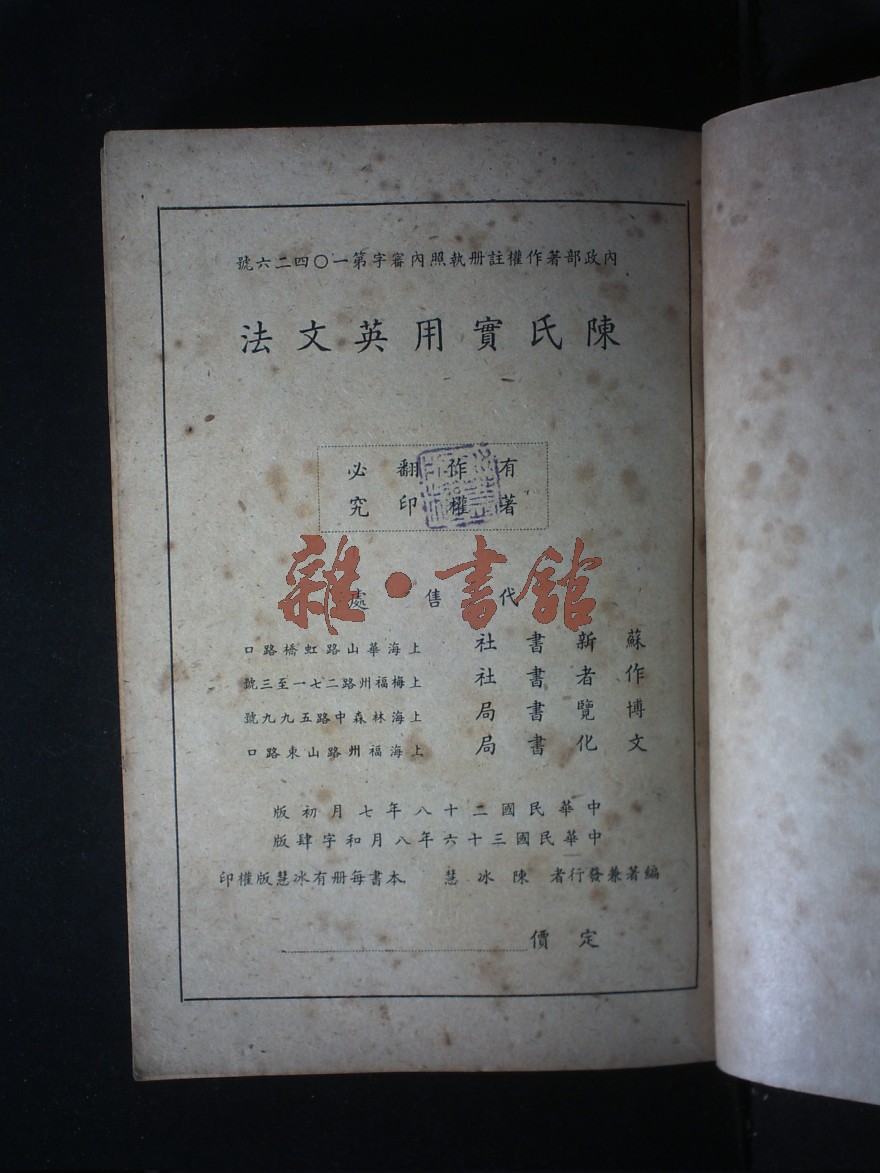 內政部著作權註册執照內審字第一〇四二六號
陳氏實用英文法
有著作權翻印必究
雜·書館
代售處
蘇新書社 上海華山路虹橋路口
作者書社 上梅福州路二七一至三號
博覽書局 上海林森中路五九九號
文化書局 上海福州路山東路口
中華民國二十八年七月初版
中華民國三十六年八月和字肆版
編著兼發行者 陳冰慧 本書每册有冰慧版權印
定價